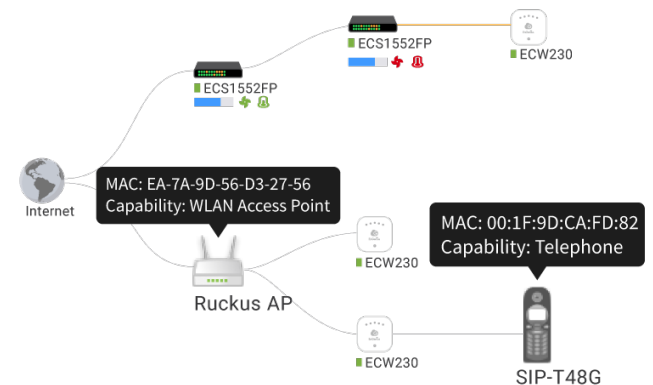 ECS1552FP
ECW230
ECS1552FP
Internet
MAC: EA-7A-9D-56-D3-27-56
Capability: WLAN Access Point
MAC: 00:1F:9D:CA:FD:82
Capability: Telephone
ECW230
Ruckus AP
ECW230
SIP-T48G